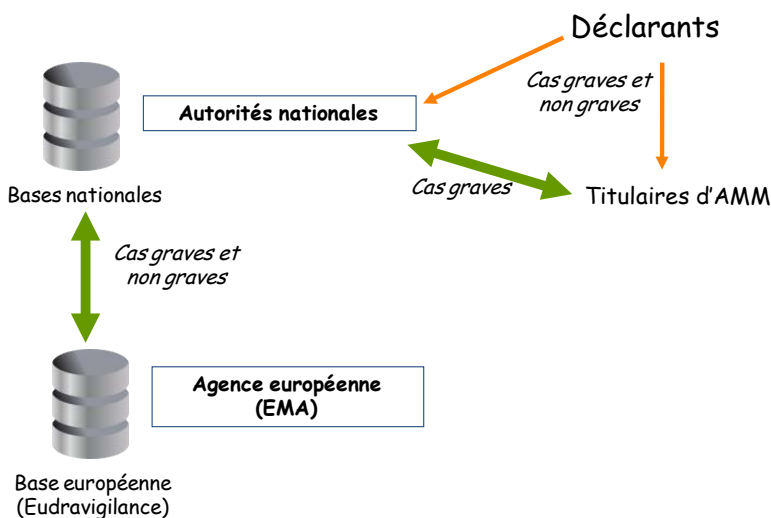 Déclarants
Cas graves et
non graves
Autorités nationales
Bases nationales
Cas graves
Titulaires d'AMM
Cas graves et
non graves
Agence européenne
(EMA)
Base européenne
(Eudravigilance)